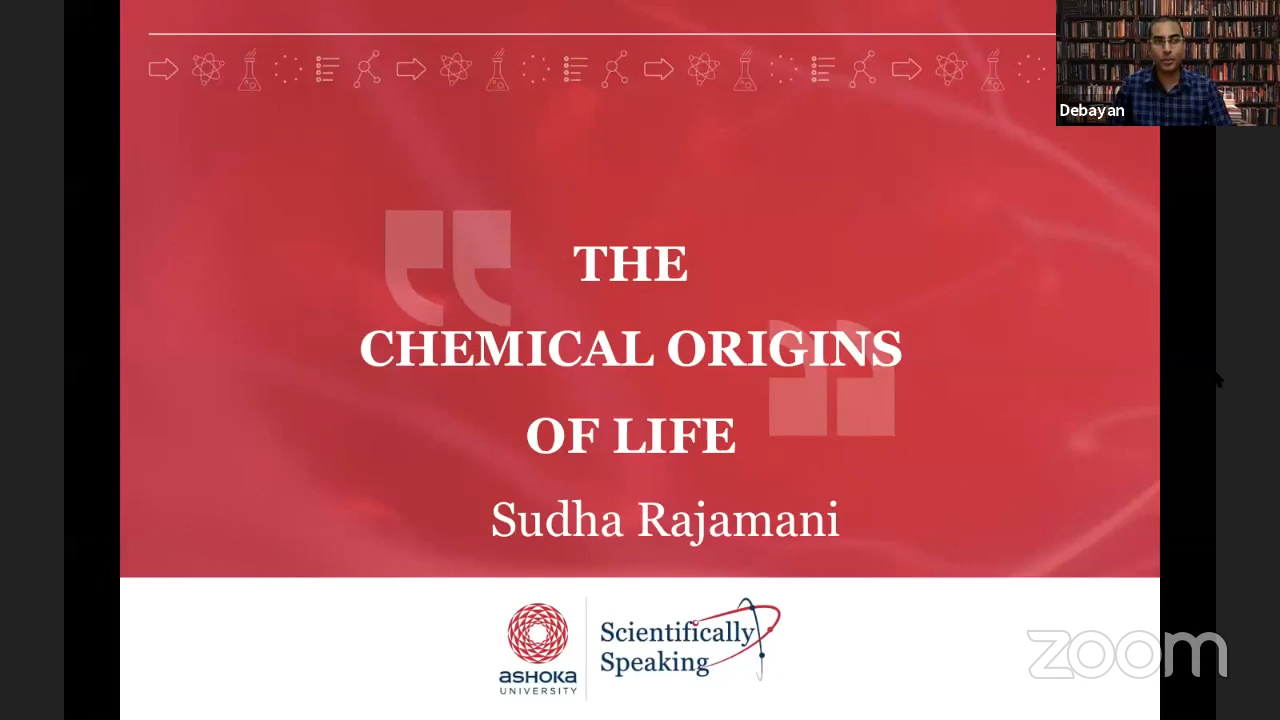 Debayan
THE
CHEMICAL ORIGINS
OF LIFE
Sudha Rajamani
ASHOKA
UNIVERSITY
Scientifically
Speaking
zoom